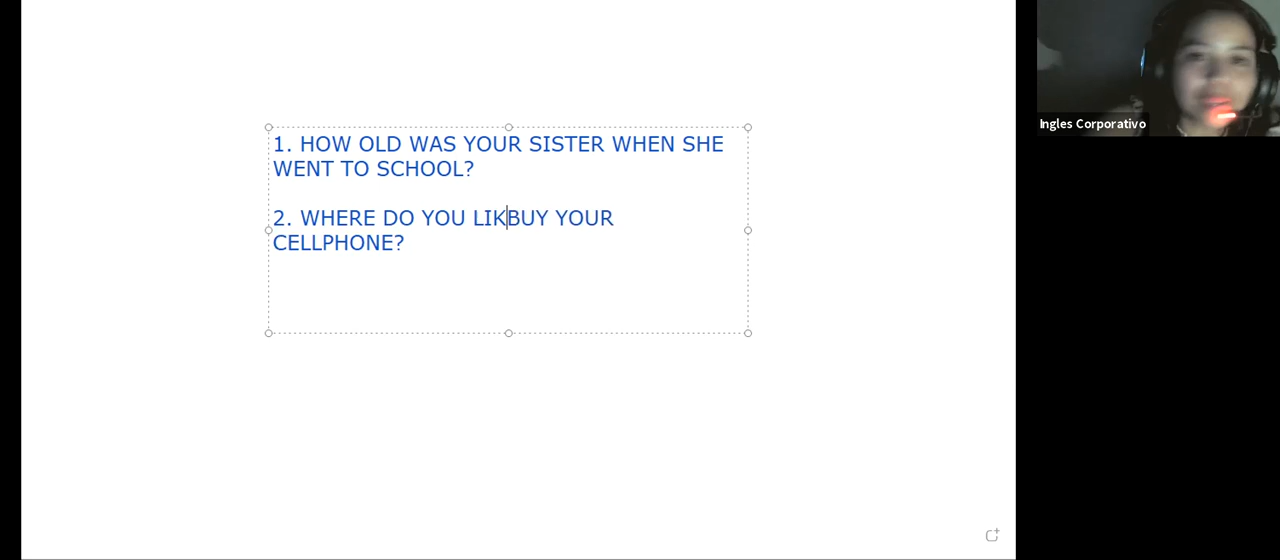 1. HOW OLD WAS YOUR SISTER WHEN SHE
WENT TO SCHOOL?
2. WHERE DO YOU LIKBUY YOUR
CELLPHONE?
Ingles Corporativo